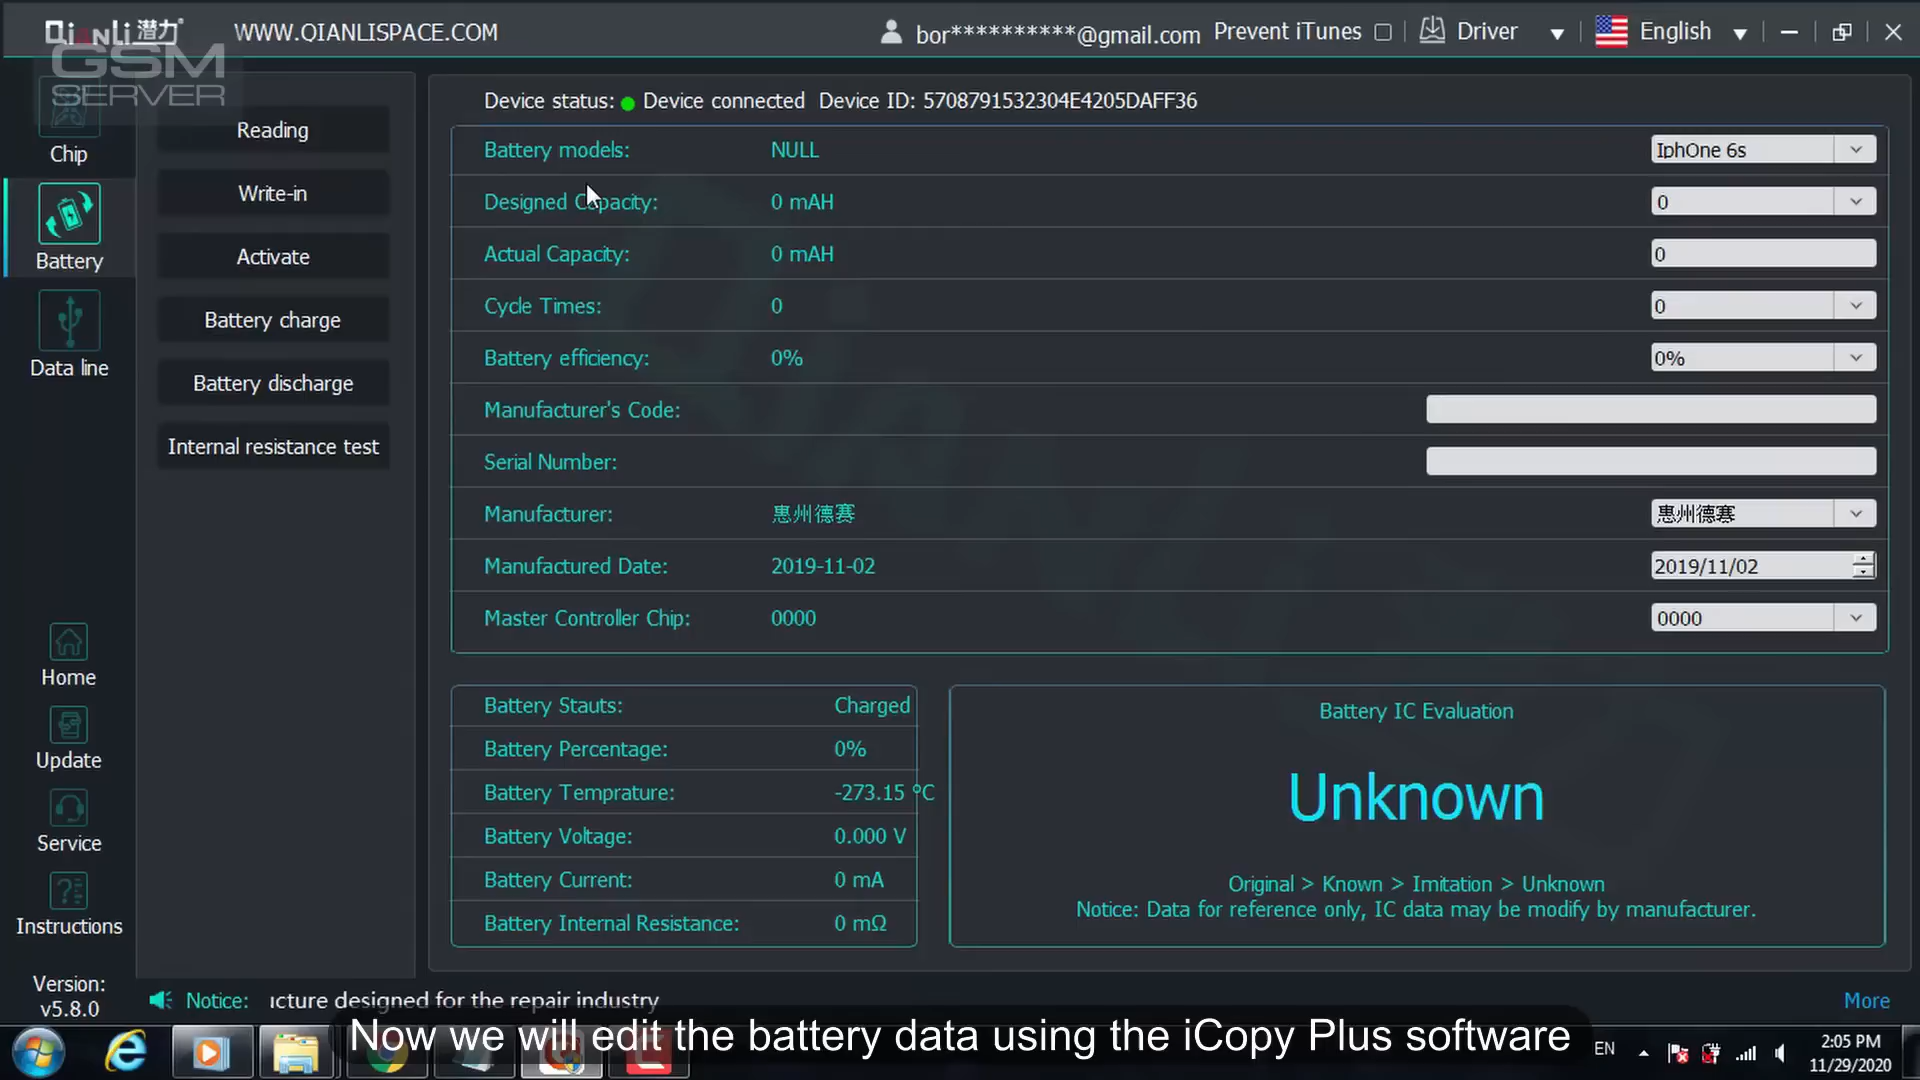 QianLi 潜力
WWW.QIANLISPACE.COM
bor**********@gmail.com
Prevent iTunes
Driver
English
GSM
SERVER
Chip
Battery
Data line
Home
Update
Service
Instructions
Version:
v5.8.0
Reading
Write-in
Activate
Battery charge
Battery discharge
Internal resistance test
Device status: Device connected Device ID: 5708791532304E4205DAFF36
Battery models: NULL IphOne 6s
Designed Capacity: 0 mAH 0
Actual Capacity: 0 mAH 0
Cycle Times: 0 0
Battery efficiency: 0% 0%
Manufacturer's Code:
Serial Number:
Manufacturer: 惠州德赛 惠州德赛
Manufactured Date: 2019-11-02 2019/11/02
Master Controller Chip: 0000 0000
Battery Stauts: Charged
Battery Percentage: 0%
Battery Temprature: -273.15 ºC
Battery Voltage: 0.000 V
Battery Current: 0 mA
Battery Internal Resistance: 0 mΩ
Battery IC Evaluation
Unknown
Original > Known > Imitation > Unknown
Notice: Data for reference only, IC data may be modify by manufacturer.
Notice: ucture designed for the repair industry
More
Now we will edit the battery data using the iCopy Plus software
EN
2:05 PM
11/29/2020